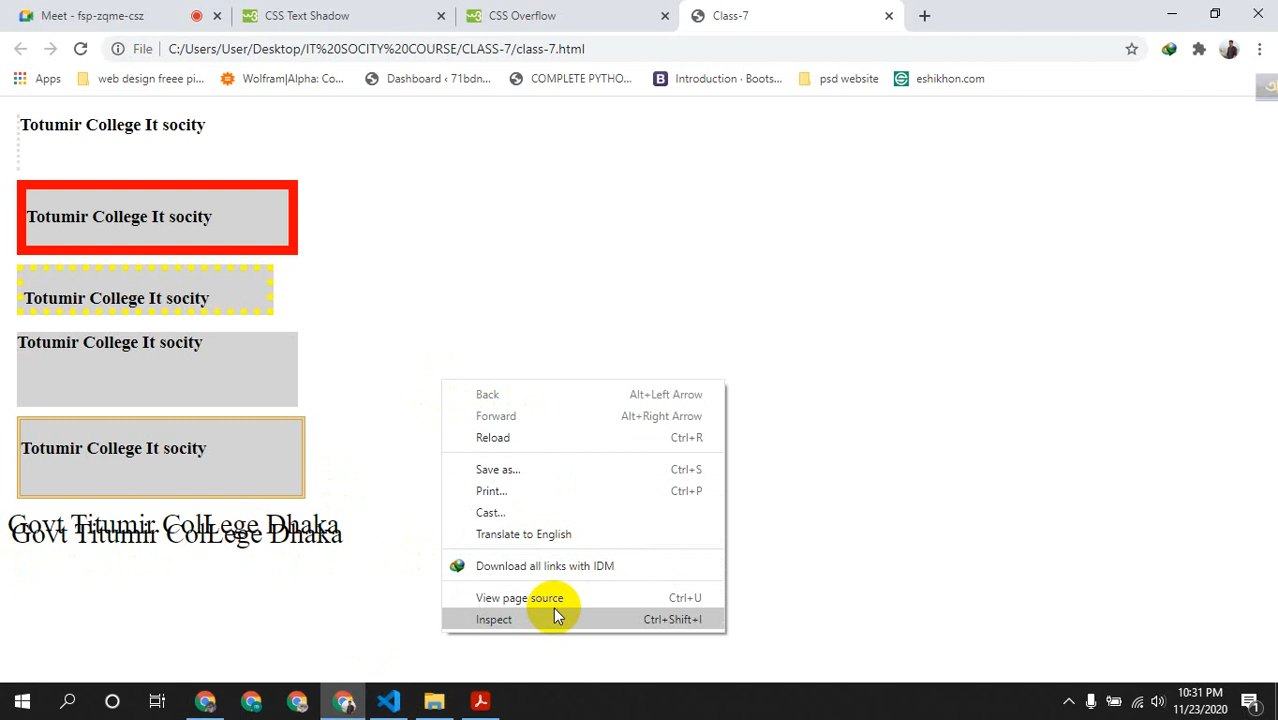 Meet - fsp-zqme-csz
CSS Text Shadow
CSS Overflow
Class-7
File C:/Users/User/Desktop/IT%20SOCITY%20COURSE/CLASS-7/class-7.html
Apps web design freee pi... Wolfram|Alpha: Co... Dashboard ‹ 71bdn... COMPLETE PYTHO... Introduction · Boots... psd website eshikhon.com
Totumir College It socity
Totumir College It socity
Totumir College It socity
Totumir College It socity
Totumir College It socity
Govt Titumir ColLege Dhaka
Govt Titumir ColLege Dhaka
Back Alt+Left Arrow
Forward Alt+Right Arrow
Reload Ctrl+R
Save as... Ctrl+S
Print... Ctrl+P
Cast...
Translate to English
Download all links with IDM
View page source Ctrl+U
Inspect Ctrl+Shift+I
10:31 PM
11/23/2020
1